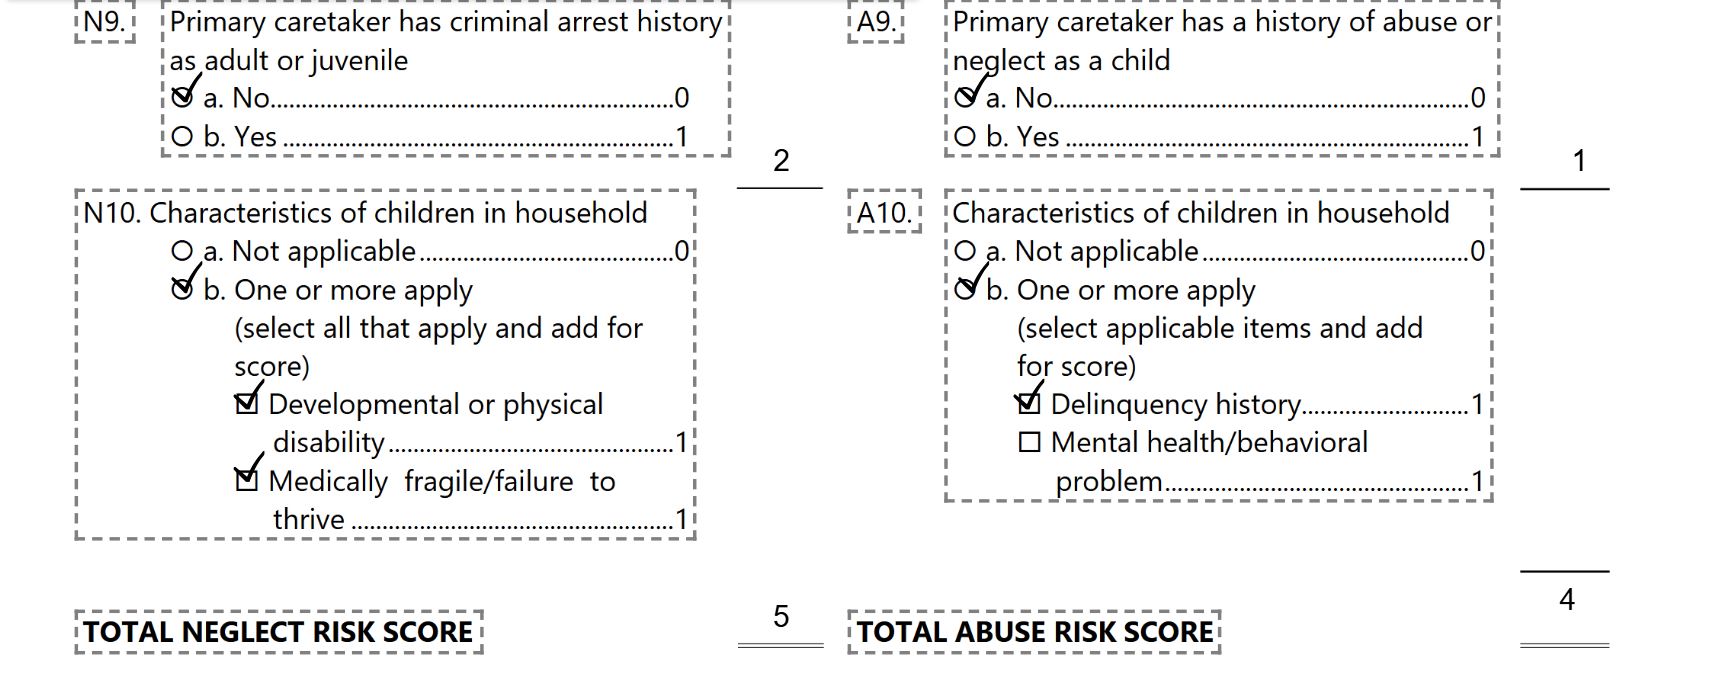 N9. Primary caretaker has criminal arrest history
as adult or juvenile
a. No..................................................................0
b. Yes ...............................................................1
2
N10. Characteristics of children in household
a. Not applicable.........................................0
b. One or more apply
(select all that apply and add for
score)
Developmental or physical
disability..............................................1
Medically fragile/failure to
thrive....................................................1
TOTAL NEGLECT RISK SCORE
5
A9. Primary caretaker has a history of abuse or
neglect as a child
a. No...................................................................0
b. Yes .................................................................1
1
A10. Characteristics of children in household
a. Not applicable...........................................0
b. One or more apply
(select applicable items and add
for score)
Delinquency history...........................1
Mental health/behavioral
problem.................................................1
TOTAL ABUSE RISK SCORE
4